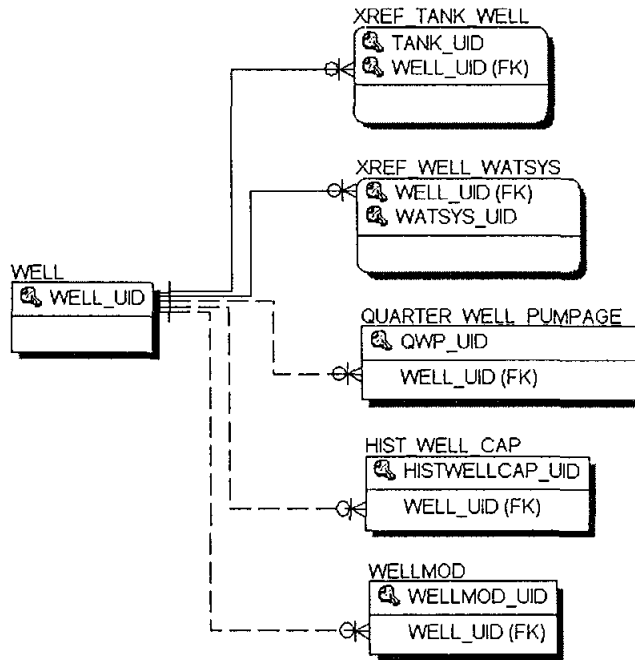 XREF_TANK_WELL
TANK_UID
WELL_UID (FK)
XREF_WELL_WATSYS
WELL_UID (FK)
WATSYS_UID
WELL
WELL_UID
QUARTER_WELL_PUMPAGE
QWP_UID
WELL_UID (FK)
HIST_WELL_CAP
HISTWELLCAP_UID
WELL_UID (FK)
WELLMOD
WELLMOD_UID
WELL_UID (FK)